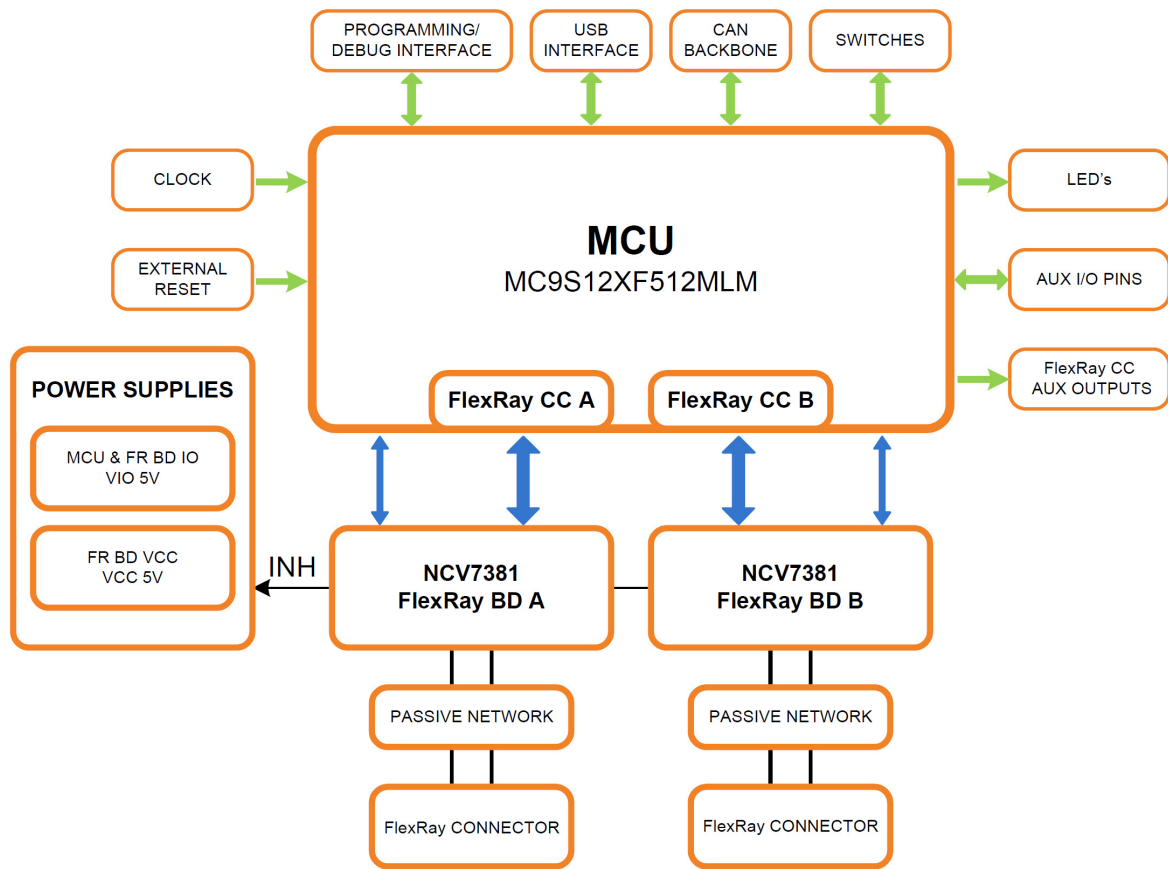 PROGRAMMING/
DEBUG INTERFACE
USB
INTERFACE
CAN
BACKBONE
SWITCHES
CLOCK
EXTERNAL
RESET
MCU
MC9S12XF512MLM
LED’s
AUX I/O PINS
FlexRay CC
AUX OUTPUTS
FlexRay CC A
FlexRay CC B
POWER SUPPLIES
MCU & FR BD IO
VIO 5V
FR BD VCC
VCC 5V
INH
NCV7381
FlexRay BD A
NCV7381
FlexRay BD B
PASSIVE NETWORK
PASSIVE NETWORK
FlexRay CONNECTOR
FlexRay CONNECTOR